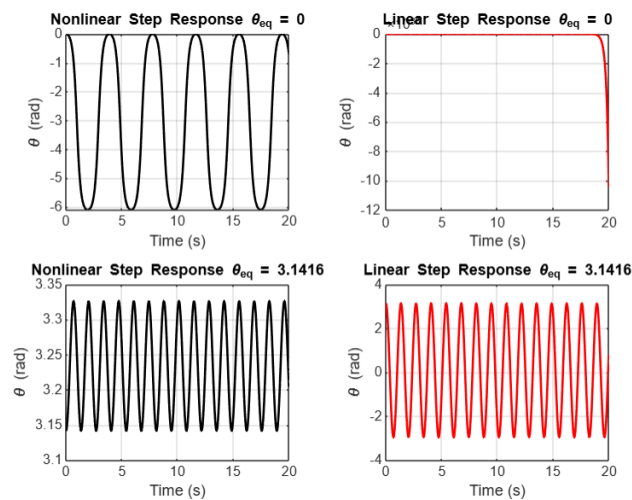 Nonlinear Step Response θeq = 0
0
-1
-2
-3
-4
-5
-6
θ (rad)
0 5 10 15 20
Time (s)
Linear Step Response θeq = 0
0
-2
-4
-6
-8
-10
-12
θ (rad)
0 5 10 15 20
Time (s)
Nonlinear Step Response θeq = 3.1416
3.35
3.3
3.25
3.2
3.15
3.1
θ (rad)
0 5 10 15 20
Time (s)
Linear Step Response θeq = 3.1416
4
2
0
-2
-4
θ (rad)
0 5 10 15 20
Time (s)